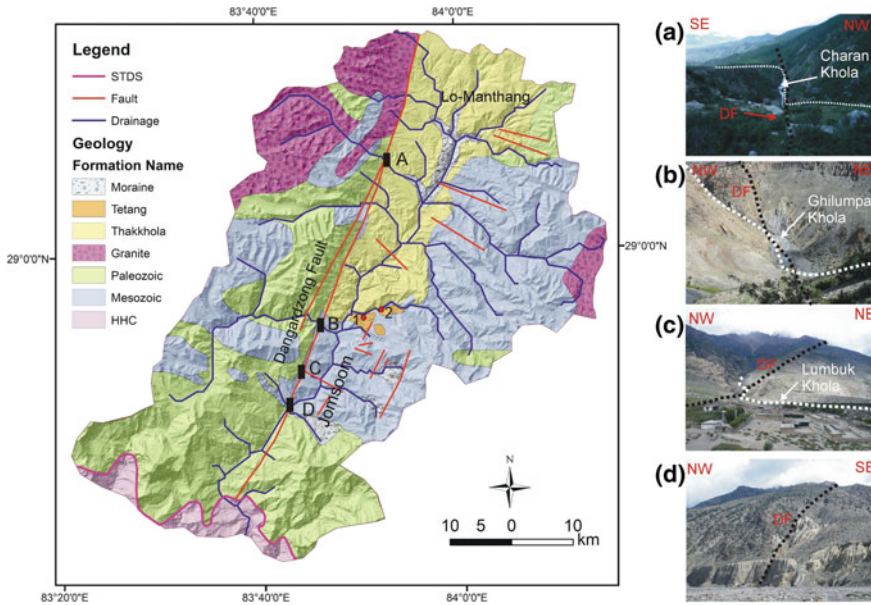 83°40'0"E
84°0'0"E
Legend
STDS
Fault
Drainage
Geology
Formation Name
Moraine
Tetang
Thakkhola
Granite
Paleozoic
Mesozoic
HHC
Lo-Manthang
A
29°0'0"N
29°0'0"N
Dangardzong Fault
1
2
B
C
D
Jomsoom
N
10 5 0 10
km
83°20'0"E
83°40'0"E
84°0'0"E
(a)
SE
NW
Charan
Khola
DF
(b)
NW
DF
Ghilumpa
Khola
(c)
NW
NE
DF
Lumbuk
Khola
(d)
NW
SE
DF